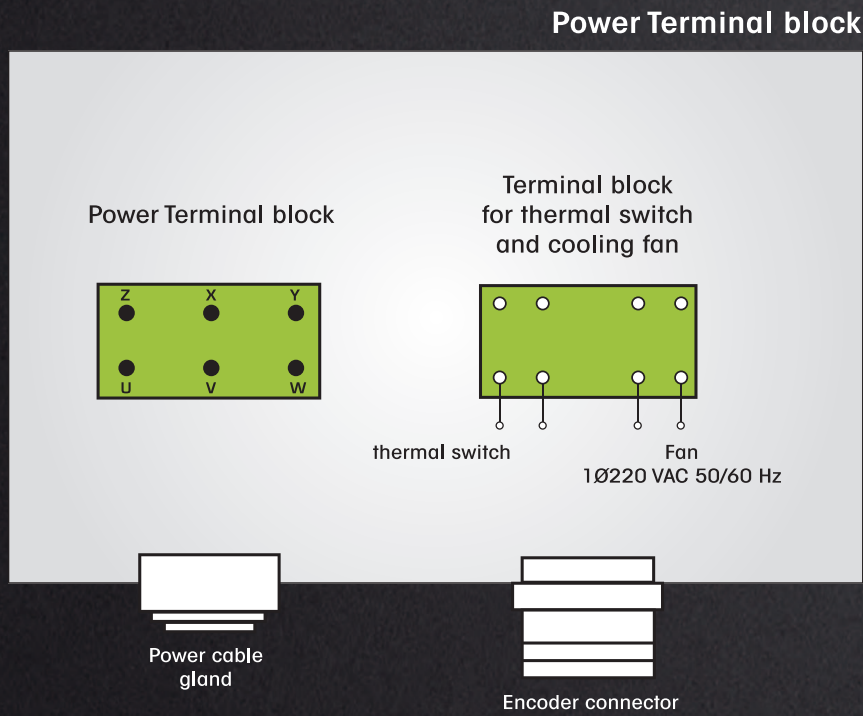 Power Terminal block
Power Terminal block
Terminal block
for thermal switch
and cooling fan
Z X Y
U V W
thermal switch
Fan
1Ø220 VAC 50/60 Hz
Power cable
gland
Encoder connector